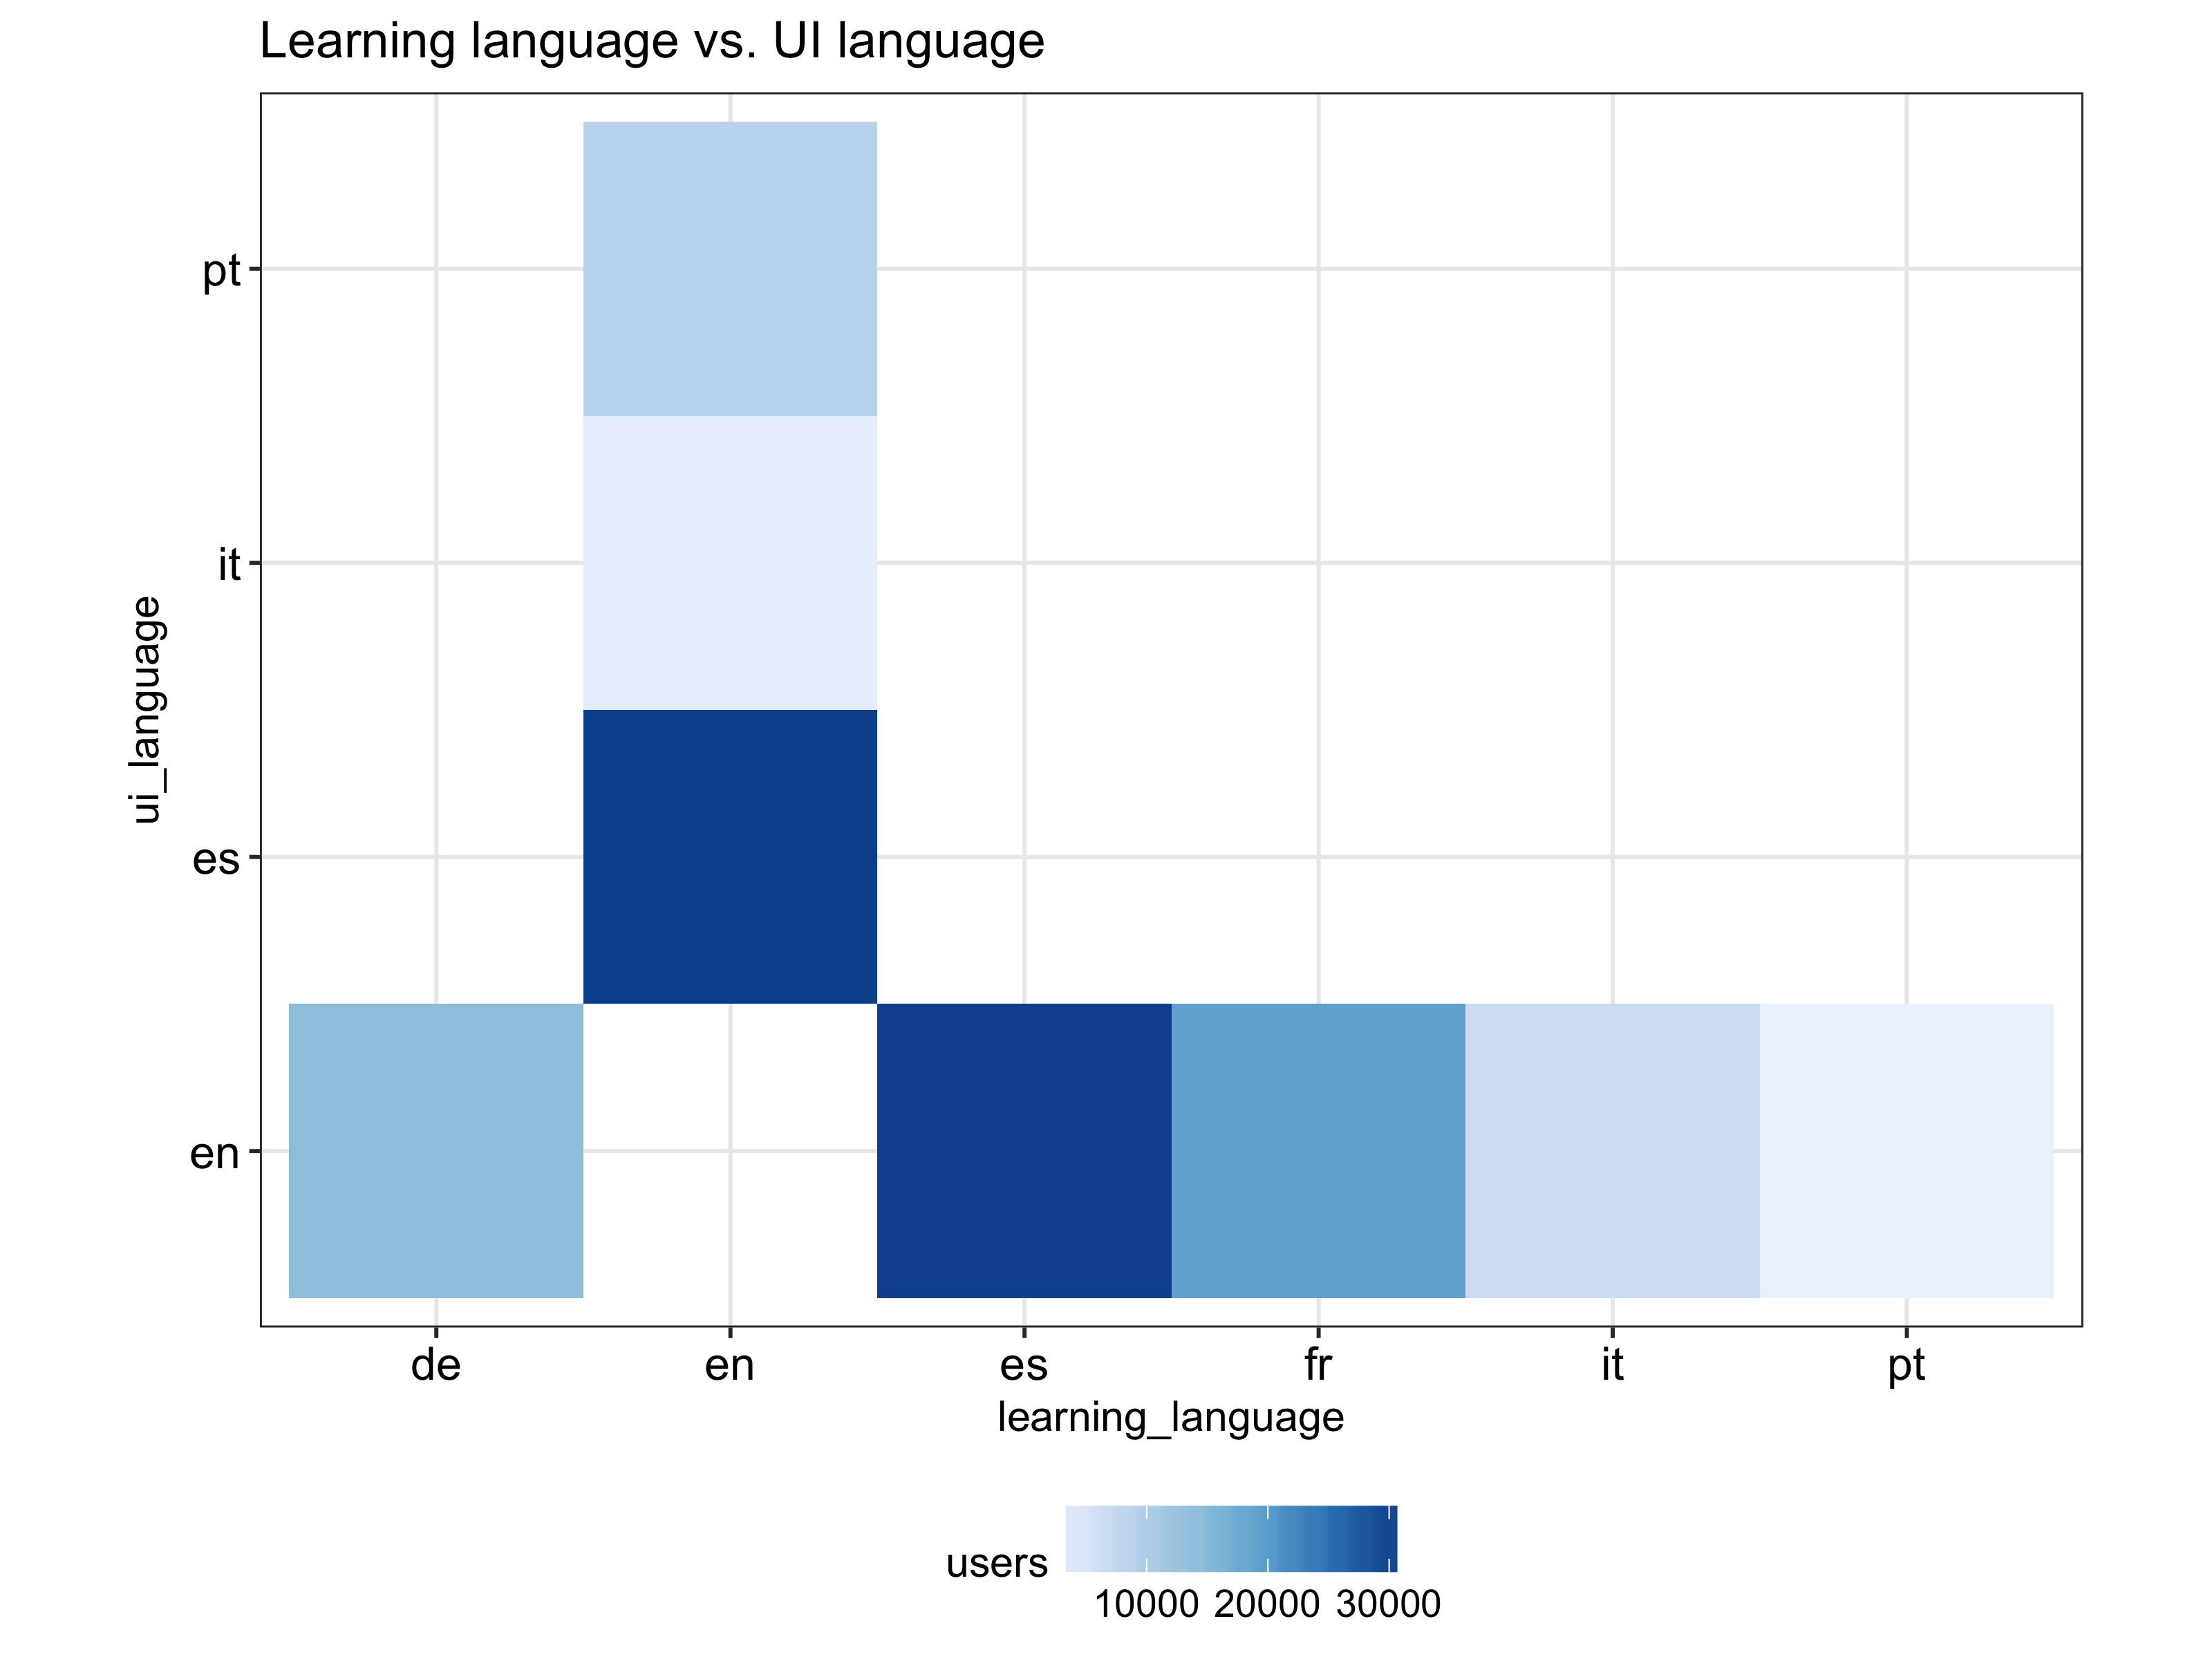 Learning language vs. UI language
pt
it
es
en
ui_language
de en es fr it pt
learning_language
users
10000 20000 30000